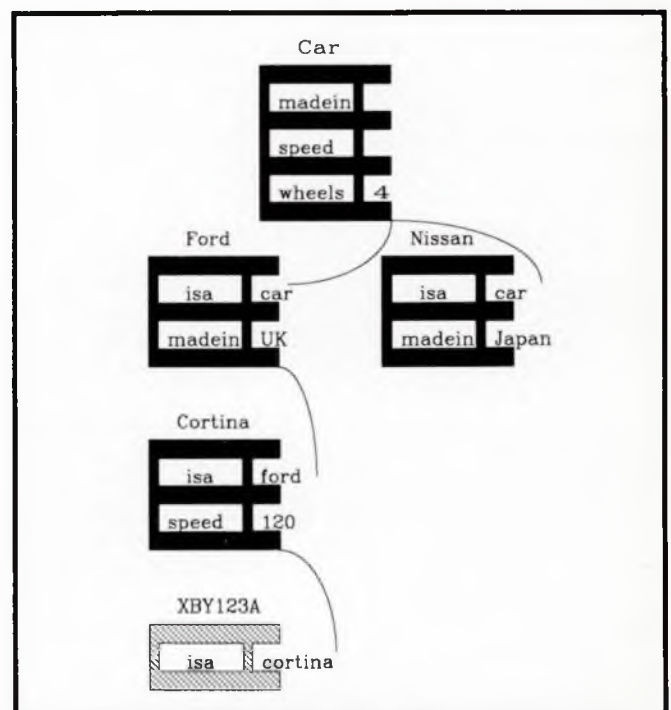 Car
madein
speed
wheels 4
Ford
isa car
madein UK
Nissan
isa car
madein Japan
Cortina
isa ford
speed 120
XBY123A
isa cortina